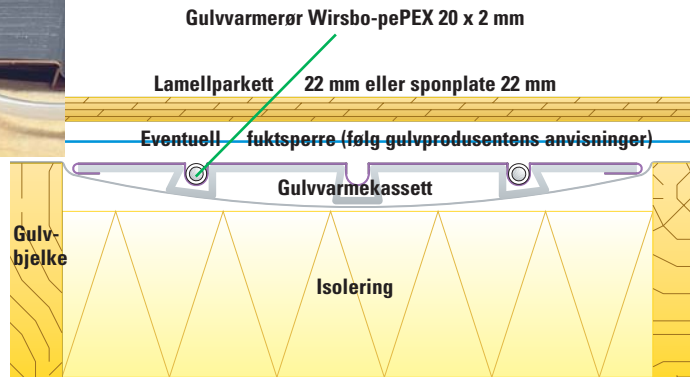 Gulvvarmerør Wirsbo-pePEX 20 x 2 mm
Lamellparkett 22 mm eller sponplate 22 mm
Eventuell fuktsperre (følg gulvprodusentens anvisninger)
Gulvvarmekassett
Gulv-
bjelke
Isolering